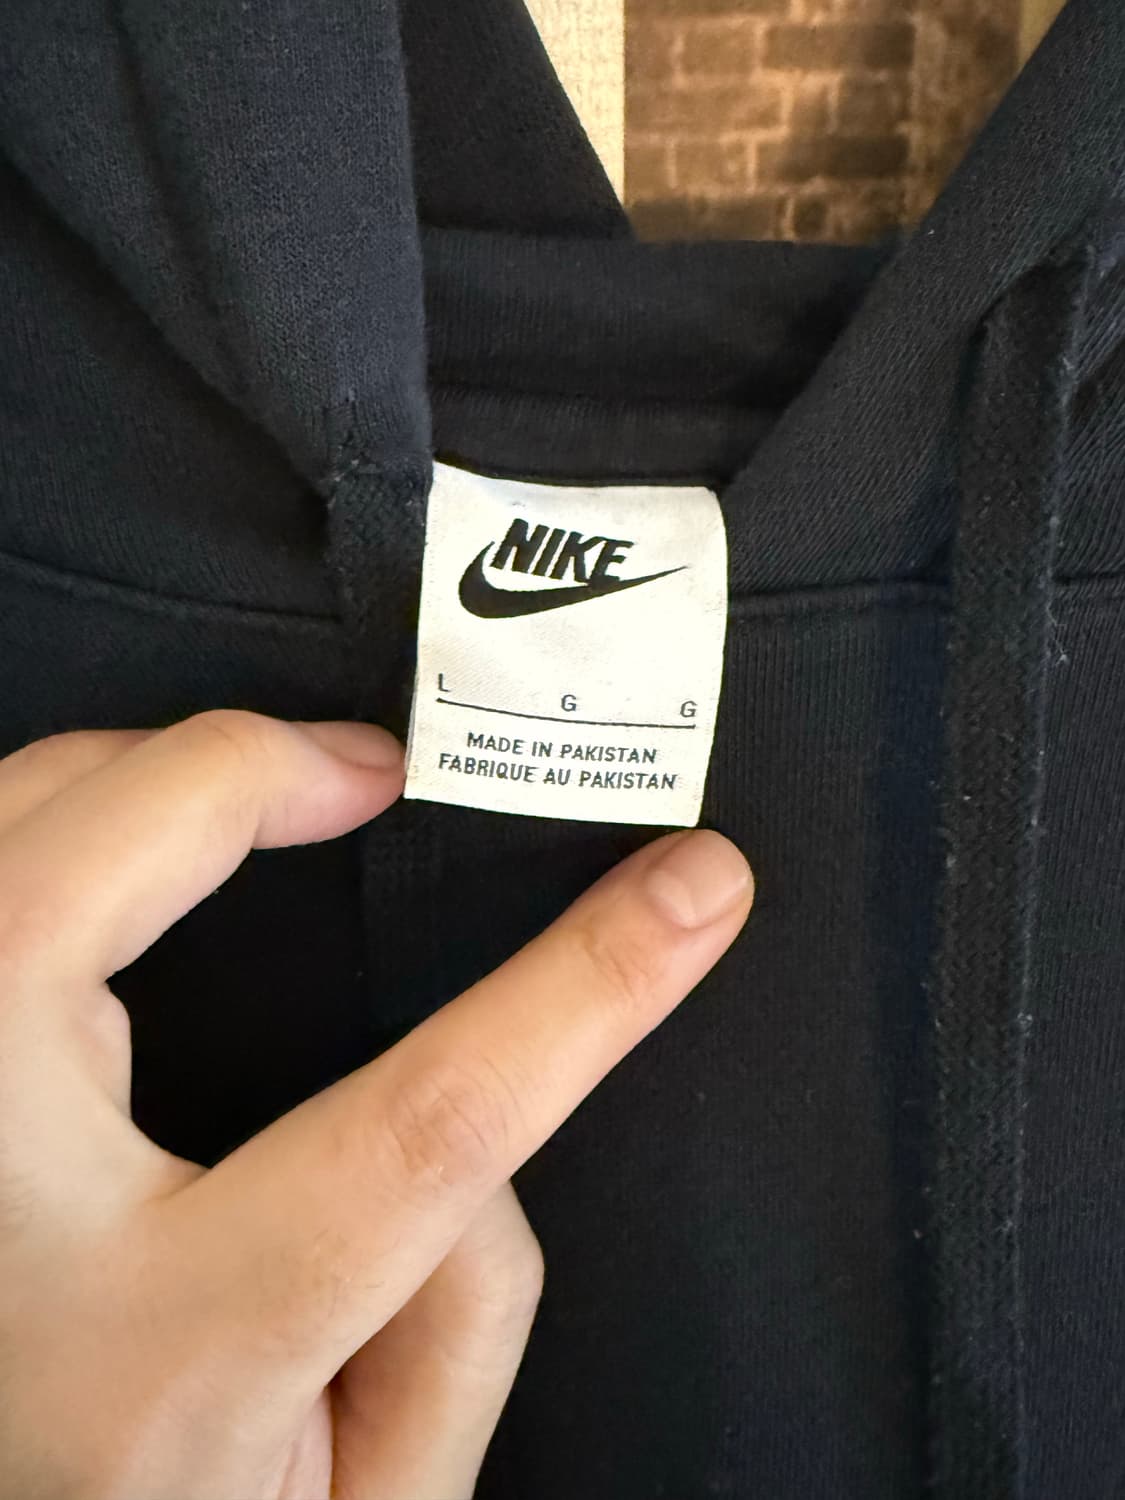 NIKE
L G G
MADE IN PAKISTAN
FABRIQUE AU PAKISTAN